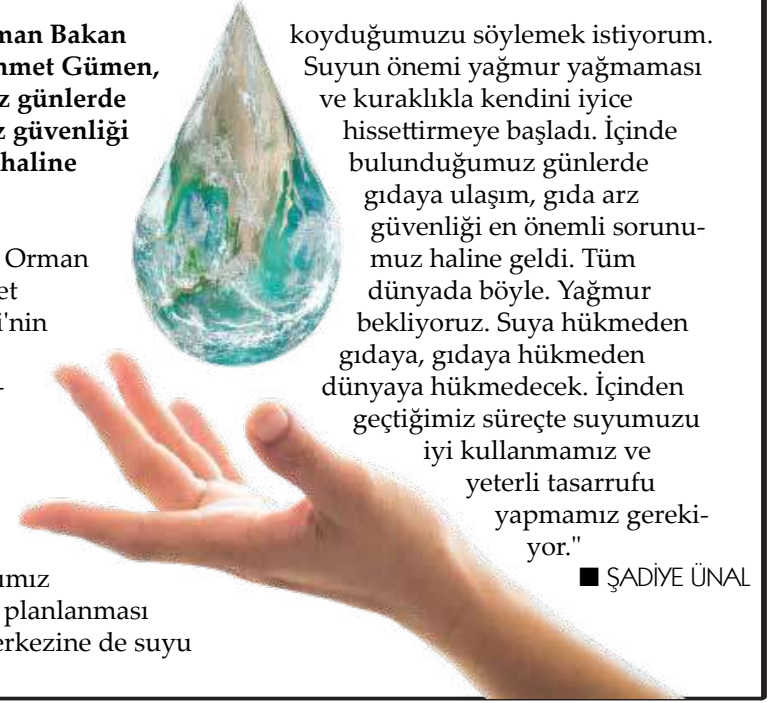 man Bakan
hmet Gümen,
z günlerde
z güvenliği
haline
Orman
et
i'nin
-
ımız
planlanması
erkezine de suyu
koyduğumuzu söylemek istiyorum.
Suyun önemi yağmur yağmaması
ve kuraklıkla kendini iyice
hissettirmeye başladı. İçinde
bulunduğumuz günlerde
gıdaya ulaşım, gıda arz
güvenliği en önemli sorunu-
muz haline geldi. Tüm
dünyada böyle. Yağmur
bekliyoruz. Suya hükmeden
gıdaya, gıdaya hükmeden
dünyaya hükmedecek. İçinden
geçtiğimiz süreçte suyumuzu
iyi kullanmamız ve
yeterli tasarrufu
yapmamız gereki-
yor."
■ ŞADİYE ÜNAL